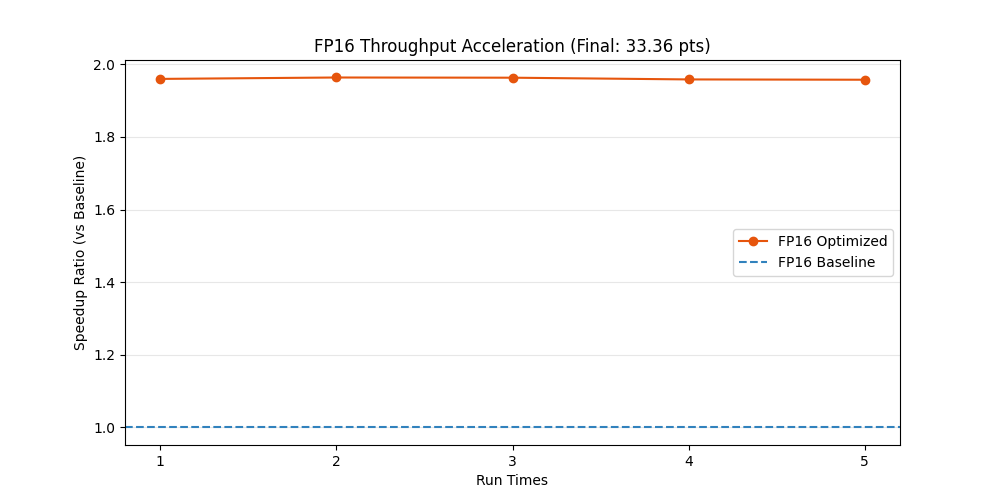 FP16 Throughput Acceleration (Final: 33.36 pts)
Speedup Ratio (vs Baseline)
2.0
1.8
1.6
1.4
1.2
1.0
FP16 Optimized
FP16 Baseline
1 2 3 4 5
Run Times